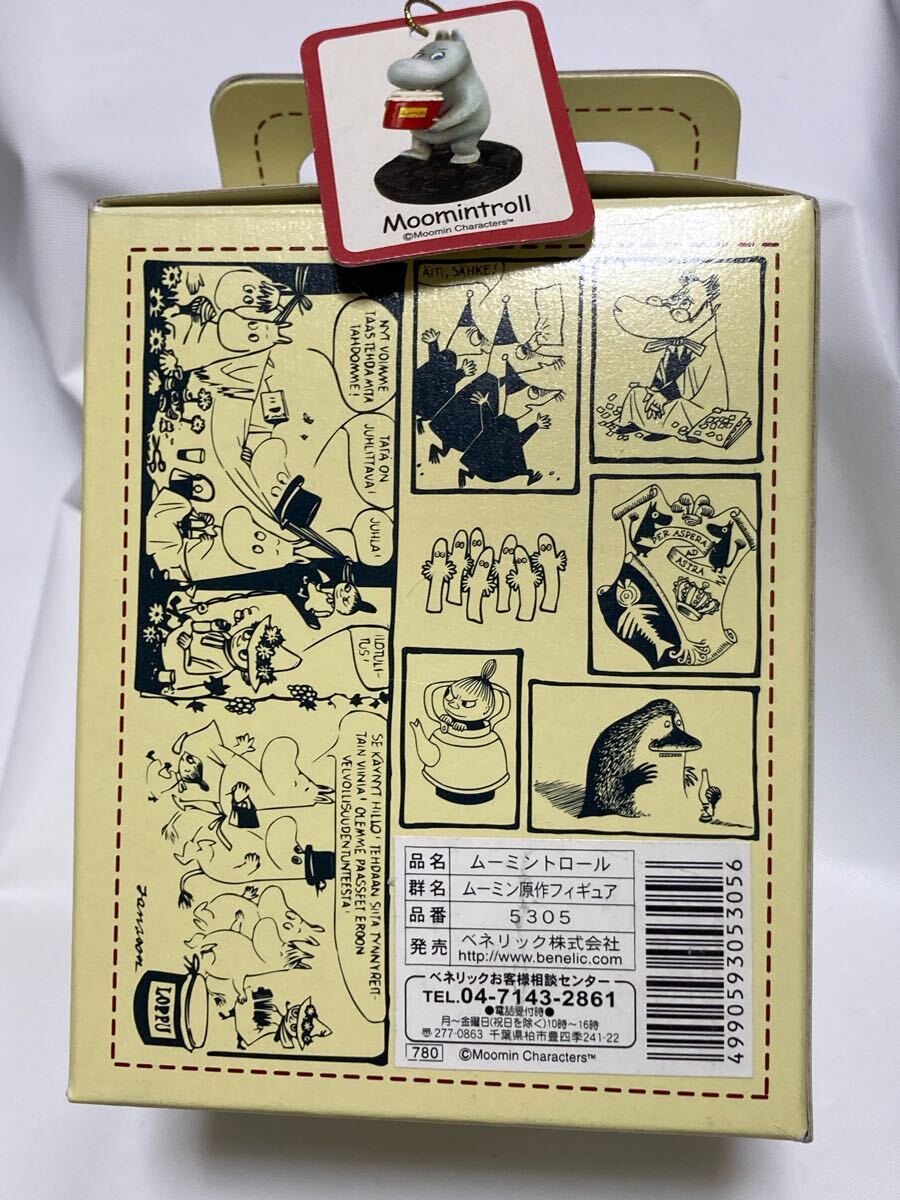 Moomintroll
©Moomin Characters™
ÄITI, SÄHKE!
NYT VOIMME
TAAS TEHDÄ MITÄ
TAHDOMME!
TÄTÄ ON
JUHLITTAVA!
JUHLA!
ILOTULI-
TUS!
PER ASPERA
AD
ASTRA
SE KÄYNYT HILLO! TEHDÄÄN SIITÄ TYNNYREIT-
TÄIN VIINIÄ! OLEMME PÄÄSSEET EROON
VELVOLLISUUDENTUNTEESTA!
Jansson
LOPPU
品名 ムーミントロール
群名 ムーミン原作フィギュア
品番 5305
発売 ベネリック株式会社
http://www.benelic.com
ベネリックお客様相談センター
TEL.04-7143-2861
●電話受付時●
月～金曜日(祝日を除く)10時～16時
〒277-0863 千葉県柏市豊四季241-22
780 ©Moomin Characters™
4990593053056